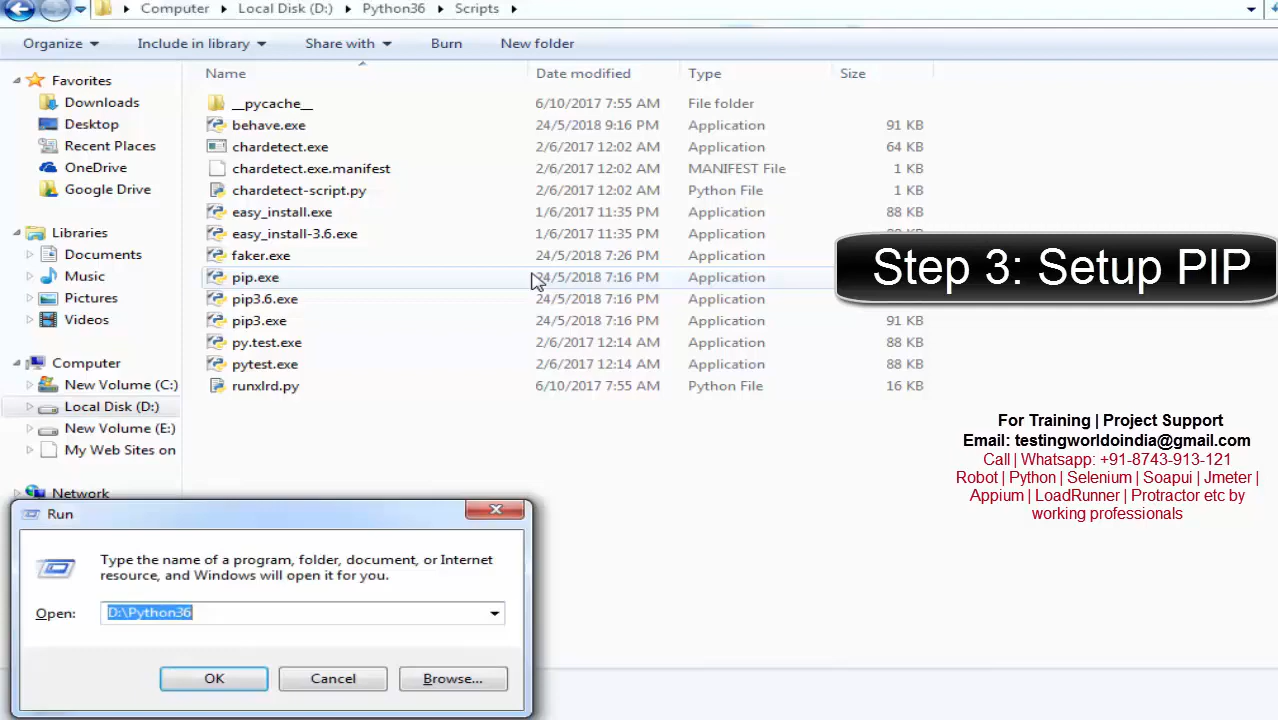 Computer Local Disk (D:) Python36 Scripts
Organize Include in library Share with Burn New folder
Name Date modified Type Size
Favorites
Downloads
Desktop
Recent Places
OneDrive
Google Drive
Libraries
Documents
Music
Pictures
Videos
Computer
New Volume (C:)
Local Disk (D:)
New Volume (E:)
My Web Sites on
Network
__pycache__ 6/10/2017 7:55 AM File folder
behave.exe 24/5/2018 9:16 PM Application 91 KB
chardetect.exe 2/6/2017 12:02 AM Application 64 KB
chardetect.exe.manifest 2/6/2017 12:02 AM MANIFEST File 1 KB
chardetect-script.py 2/6/2017 12:02 AM Python File 1 KB
easy_install.exe 1/6/2017 11:35 PM Application 88 KB
easy_install-3.6.exe 1/6/2017 11:35 PM Application
faker.exe 24/5/2018 7:26 PM Application
pip.exe 24/5/2018 7:16 PM Application
pip3.6.exe 24/5/2018 7:16 PM Application
pip3.exe 24/5/2018 7:16 PM Application 91 KB
py.test.exe 2/6/2017 12:14 AM Application 88 KB
pytest.exe 2/6/2017 12:14 AM Application 88 KB
runxlrd.py 6/10/2017 7:55 AM Python File 16 KB
Step 3: Setup PIP
For Training | Project Support
Email: testingworldoindia@gmail.com
Call | Whatsapp: +91-8743-913-121
Robot | Python | Selenium | Soapui | Jmeter |
Appium | LoadRunner | Protractor etc by
working professionals
Run
Type the name of a program, folder, document, or Internet
resource, and Windows will open it for you.
Open: D:\Python36
OK Cancel Browse...